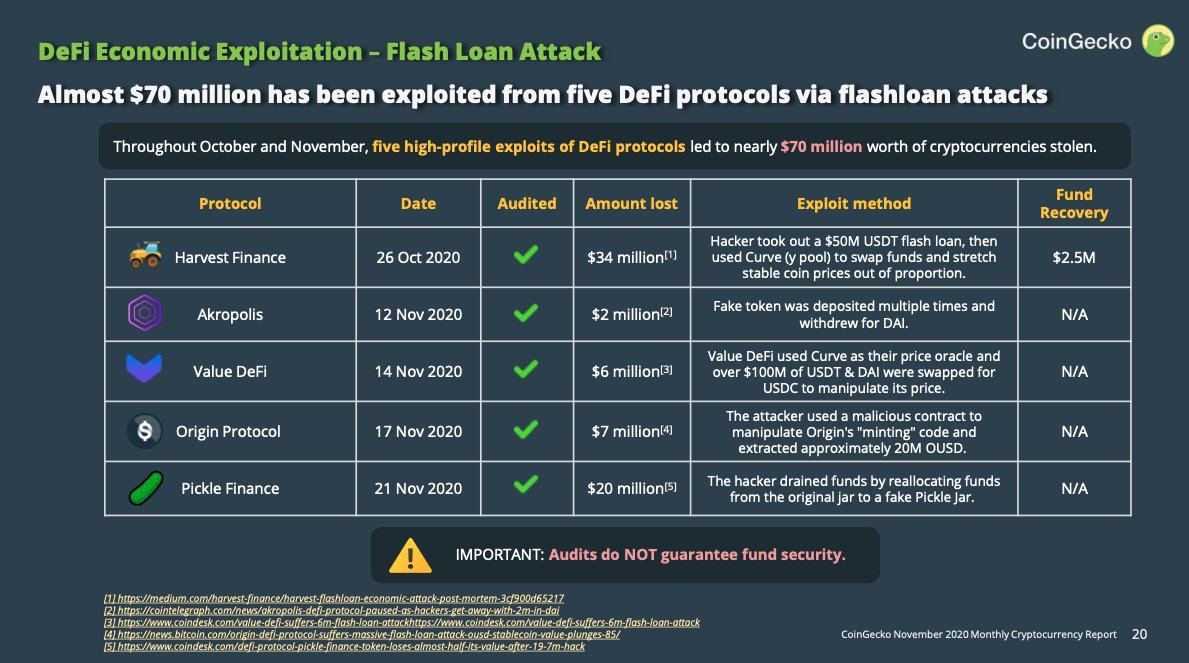 CoinGecko
DeFi Economic Exploitation – Flash Loan Attack
Almost $70 million has been exploited from five DeFi protocols via flashloan attacks
Throughout October and November, five high-profile exploits of DeFi protocols led to nearly $70 million worth of cryptocurrencies stolen.
Protocol Date Audited Amount lost Exploit method Fund
Recovery
Harvest Finance 26 Oct 2020 $34 million[1] Hacker took out a $50M USDT flash loan, then
used Curve (y pool) to swap funds and stretch
stable coin prices out of proportion.
$2.5M
Akropolis 12 Nov 2020 $2 million[2] Fake token was deposited multiple times and
withdrew for DAI.
N/A
Value DeFi 14 Nov 2020 $6 million[3] Value DeFi used Curve as their price oracle and
over $100M of USDT & DAI were swapped for
USDC to manipulate its price.
N/A
Origin Protocol 17 Nov 2020 $7 million[4] The attacker used a malicious contract to
manipulate Origin's "minting" code and
extracted approximately 20M OUSD.
N/A
Pickle Finance 21 Nov 2020 $20 million[5] The hacker drained funds by reallocating funds
from the original jar to a fake Pickle Jar.
N/A
IMPORTANT: Audits do NOT guarantee fund security.
[1] https://medium.com/harvest-finance/harvest-flashloan-economic-attack-post-mortem-3cf900d65217
[2] https://cointelegraph.com/news/akropolis-defi-protocol-paused-as-hackers-get-away-with-2m-in-dai
[3] https://www.coindesk.com/value-defi-suffers-6m-flash-loan-attackhttps://www.coindesk.com/value-defi-suffers-6m-flash-loan-attack
[4] https://news.bitcoin.com/origin-defi-protocol-suffers-massive-flash-loan-attack-ousd-stablecoin-value-plunges-85/
[5] https://www.coindesk.com/defi-protocol-pickle-finance-token-loses-almost-half-its-value-after-19-7m-hack
CoinGecko November 2020 Monthly Cryptocurrency Report 20